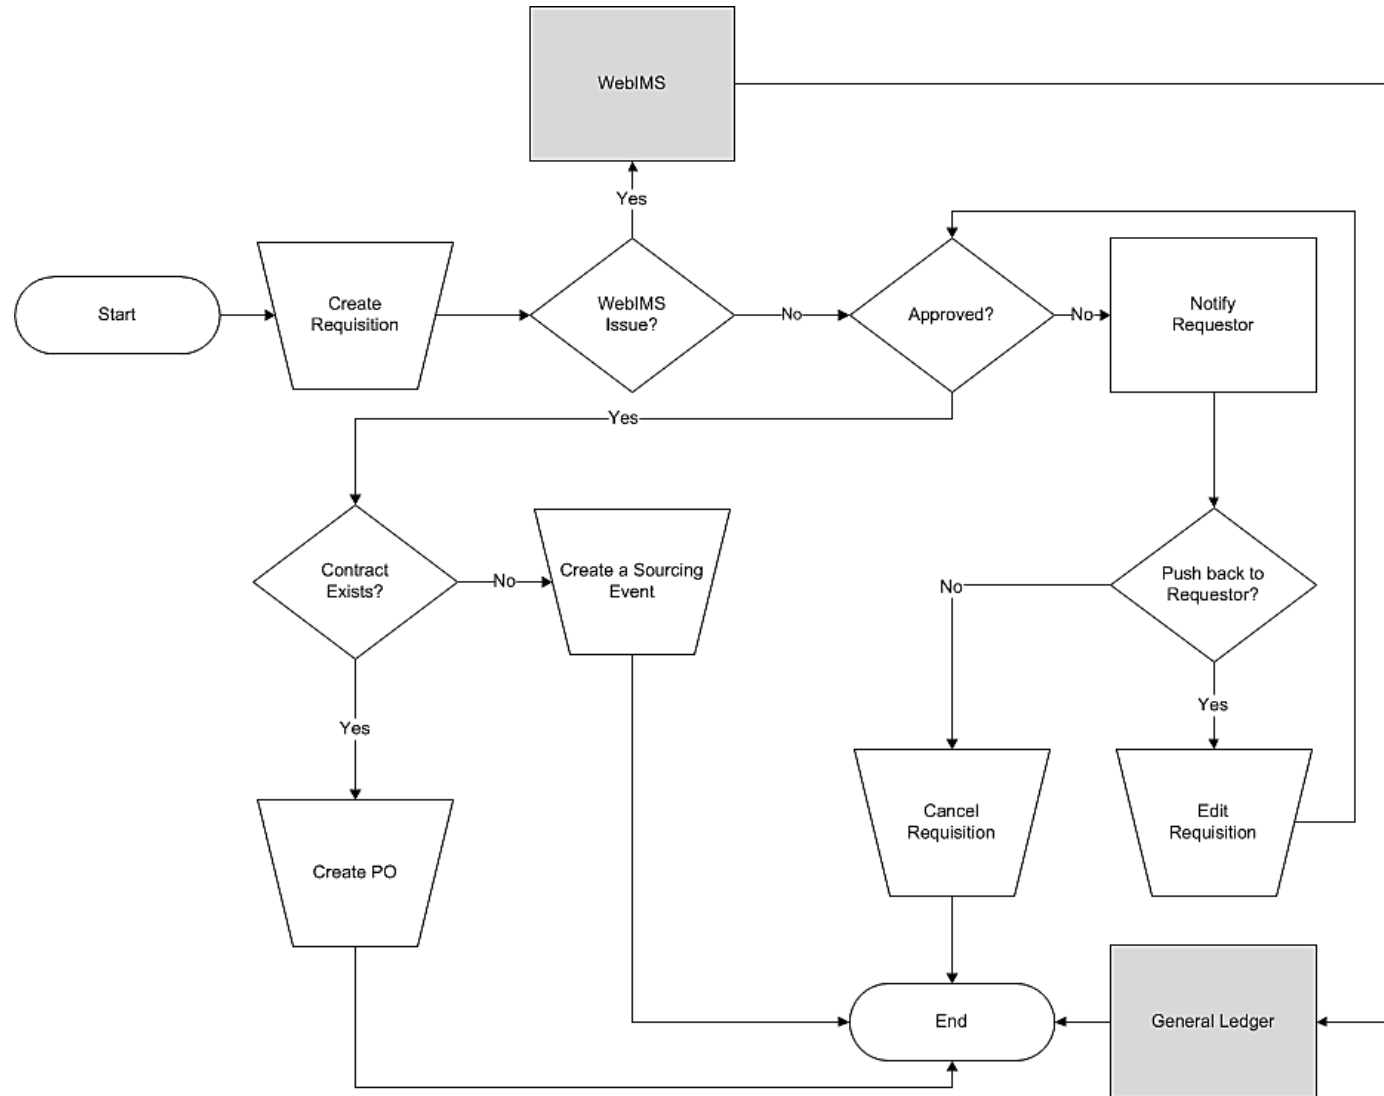 WebIMS
Yes
Start
Create
Requisition
WebIMS
Issue?
No
Approved?
No
Notify
Requestor
Yes
Contract
Exists?
No
Create a Sourcing
Event
No
Push back to
Requestor?
Yes
Yes
Create PO
Cancel
Requisition
Edit
Requisition
End
General Ledger